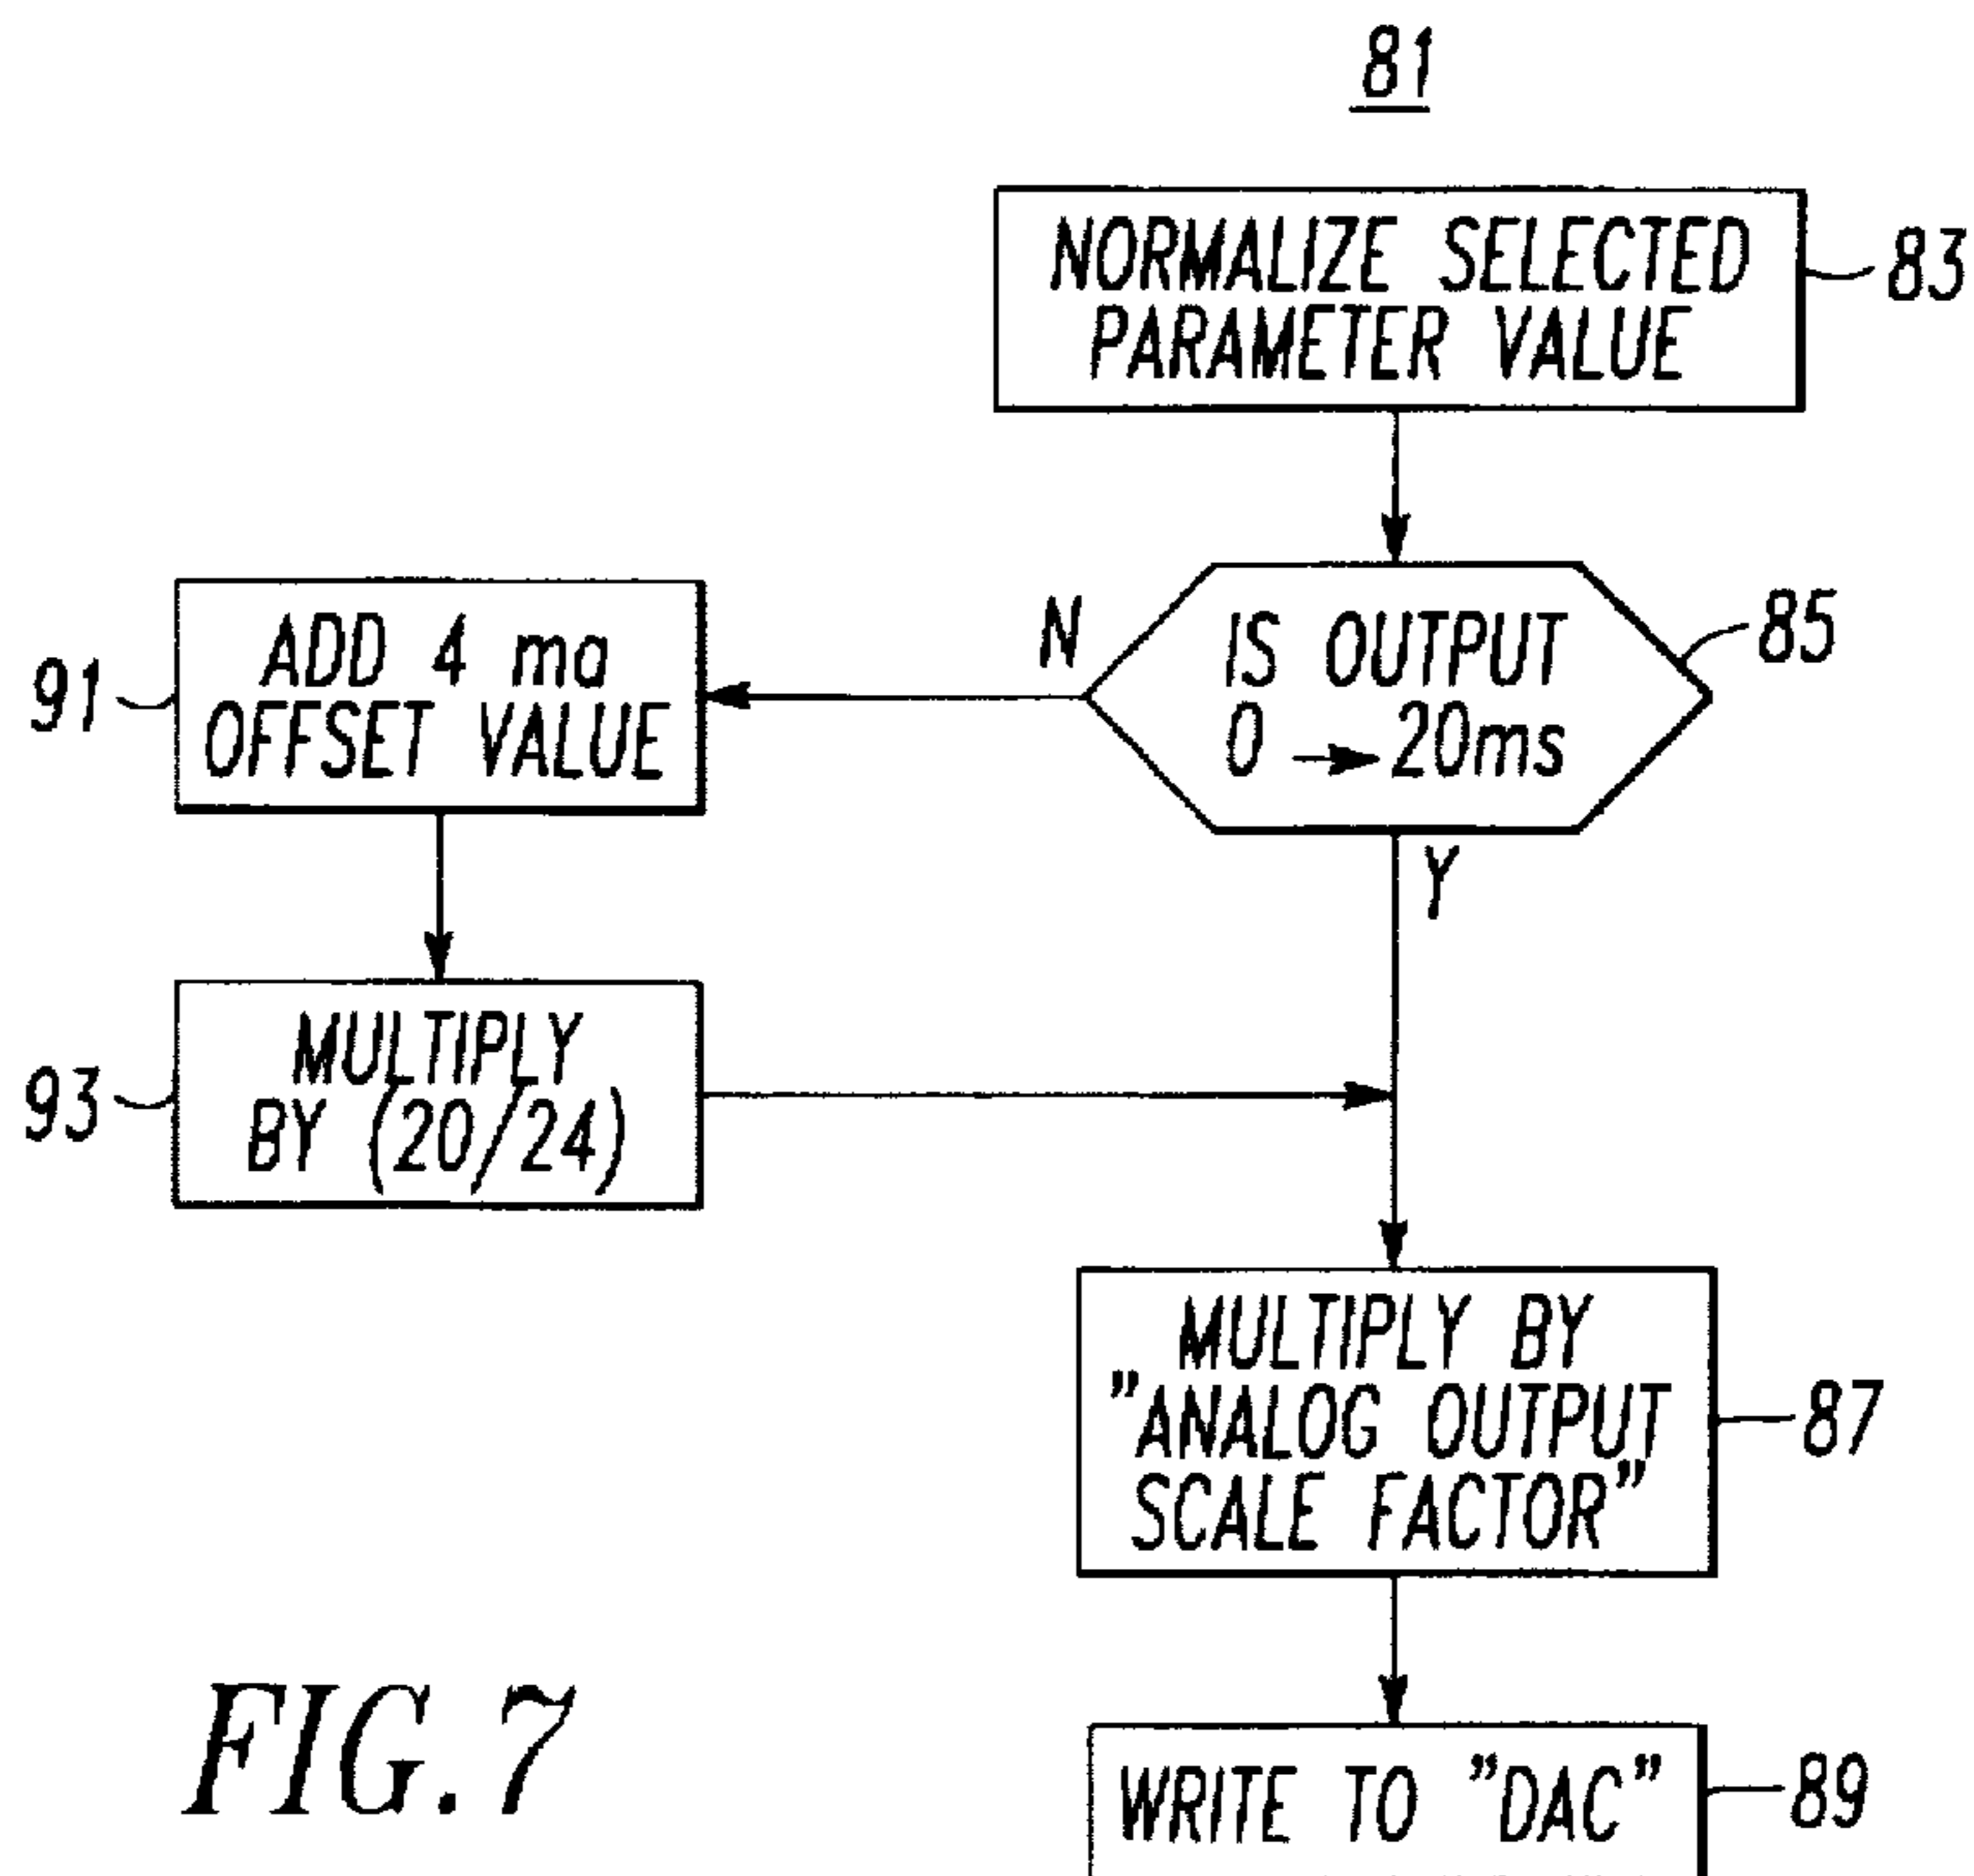 81
NORMALIZE SELECTED
PARAMETER VALUE
83
IS OUTPUT
0 → 20ms
85
N
Y
ADD 4 ma
OFFSET VALUE
91
MULTIPLY
BY (20/24)
93
MULTIPLY BY
"ANALOG OUTPUT
SCALE FACTOR"
87
WRITE TO "DAC"
89
FIG. 7